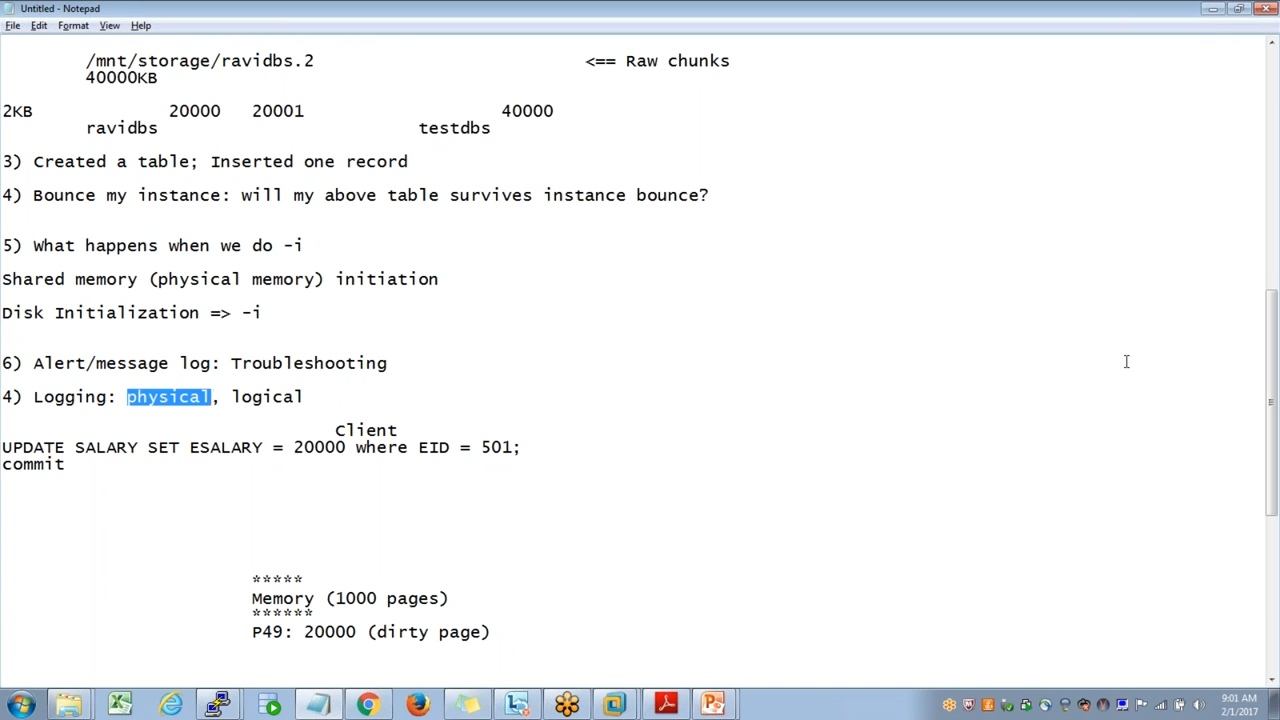 Untitled - Notepad
File Edit Format View Help
/mnt/storage/ravidbs.2 <== Raw chunks
40000KB
2KB 20000 20001 40000
ravidbs testdbs
3) Created a table; Inserted one record
4) Bounce my instance: will my above table survives instance bounce?
5) What happens when we do -i
Shared memory (physical memory) initiation
Disk Initialization => -i
6) Alert/message log: Troubleshooting
4) Logging: physical, logical
Client
UPDATE SALARY SET ESALARY = 20000 where EID = 501;
commit
*****
Memory (1000 pages)
******
P49: 20000 (dirty page)
9:01 AM
2/1/2017